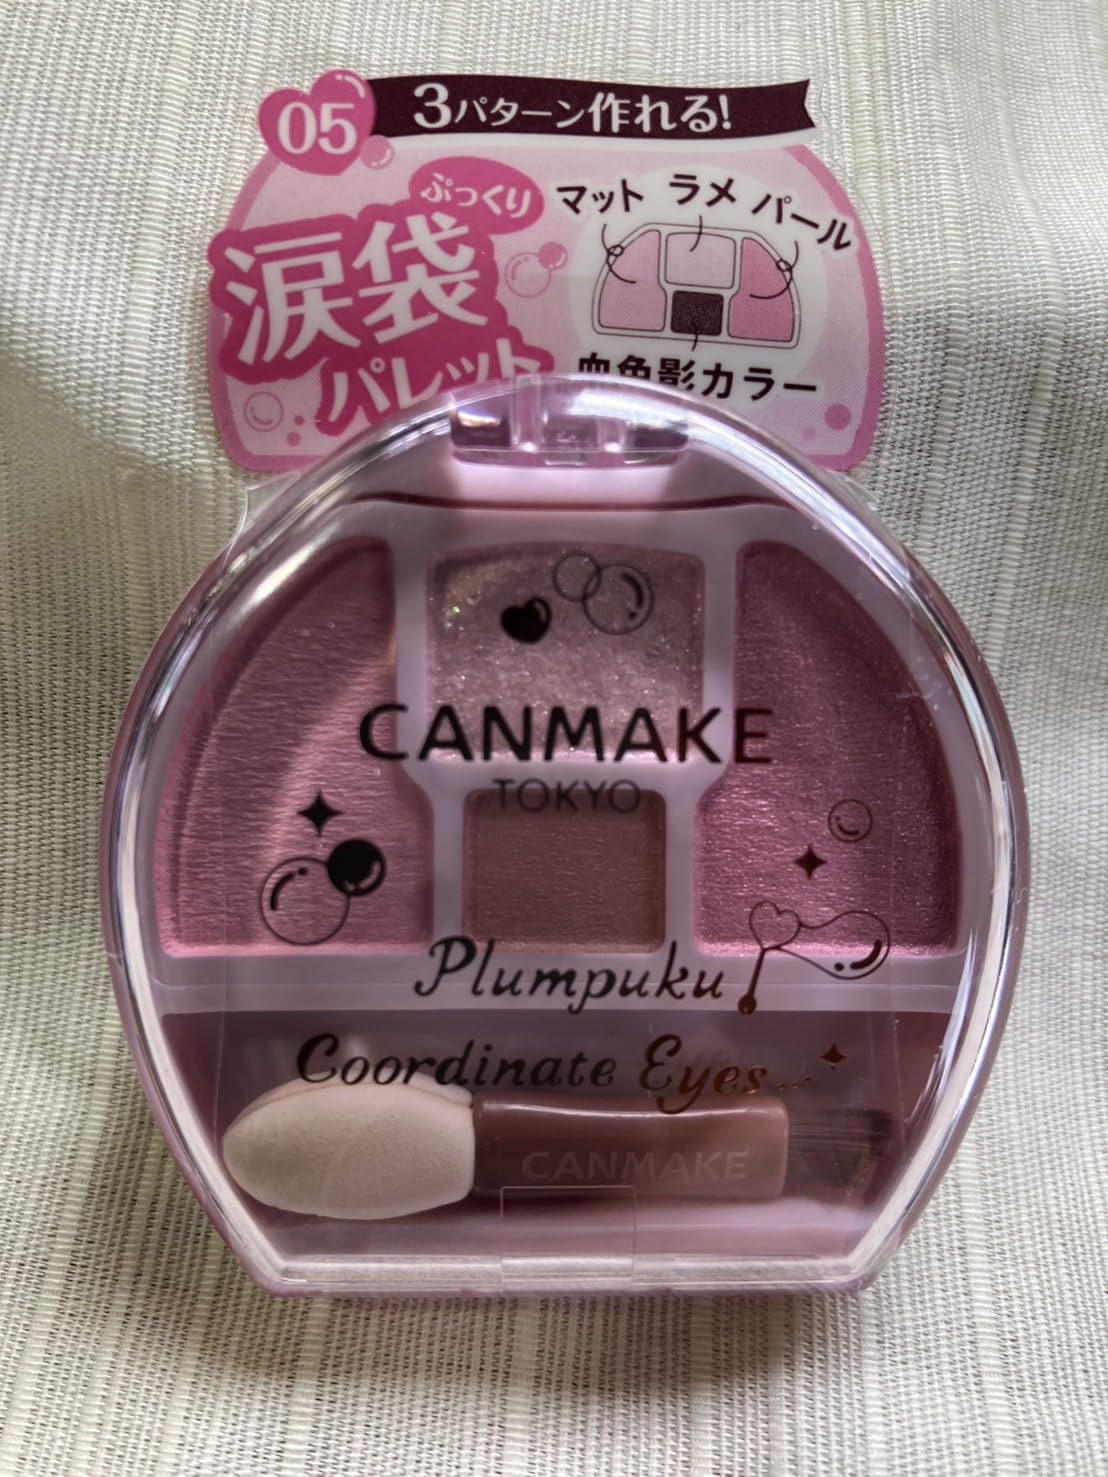 05
3パターン作れる!
ぷっくり
涙袋
パレット
マット ラメ パール
血色影カラー
CANMAKE
TOKYO
Plumpuku
Coordinate Eyes...
CANMAKE